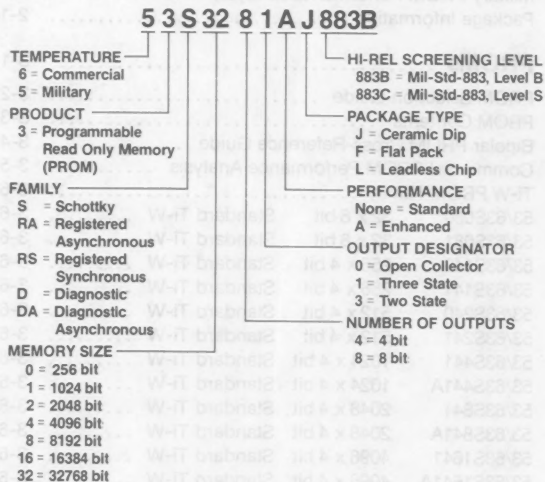 5 3 S 32 8 1 A J 883B
TEMPERATURE
6 = Commercial
5 = Military
PRODUCT
3 = Programmable
Read Only Memory
(PROM)
FAMILY
S = Schottky
RA = Registered
Asynchronous
RS = Registered
Synchronous
D = Diagnostic
DA = Diagnostic
Asynchronous
MEMORY SIZE
0 = 256 bit
1 = 1024 bit
2 = 2048 bit
4 = 4096 bit
8 = 8192 bit
16 = 16384 bit
32 = 32768 bit
HI-REL SCREENING LEVEL
883B = Mil-Std-883, Level B
883C = Mil-Std-883, Level S
PACKAGE TYPE
J = Ceramic Dip
F = Flat Pack
L = Leadless Chip
PERFORMANCE
None = Standard
A = Enhanced
OUTPUT DESGNATOR
0 = Open Collector
1 = Three State
3 = Two State
NUMBER OF OUTPUTS
4 = 4 bit
8 = 8 bit